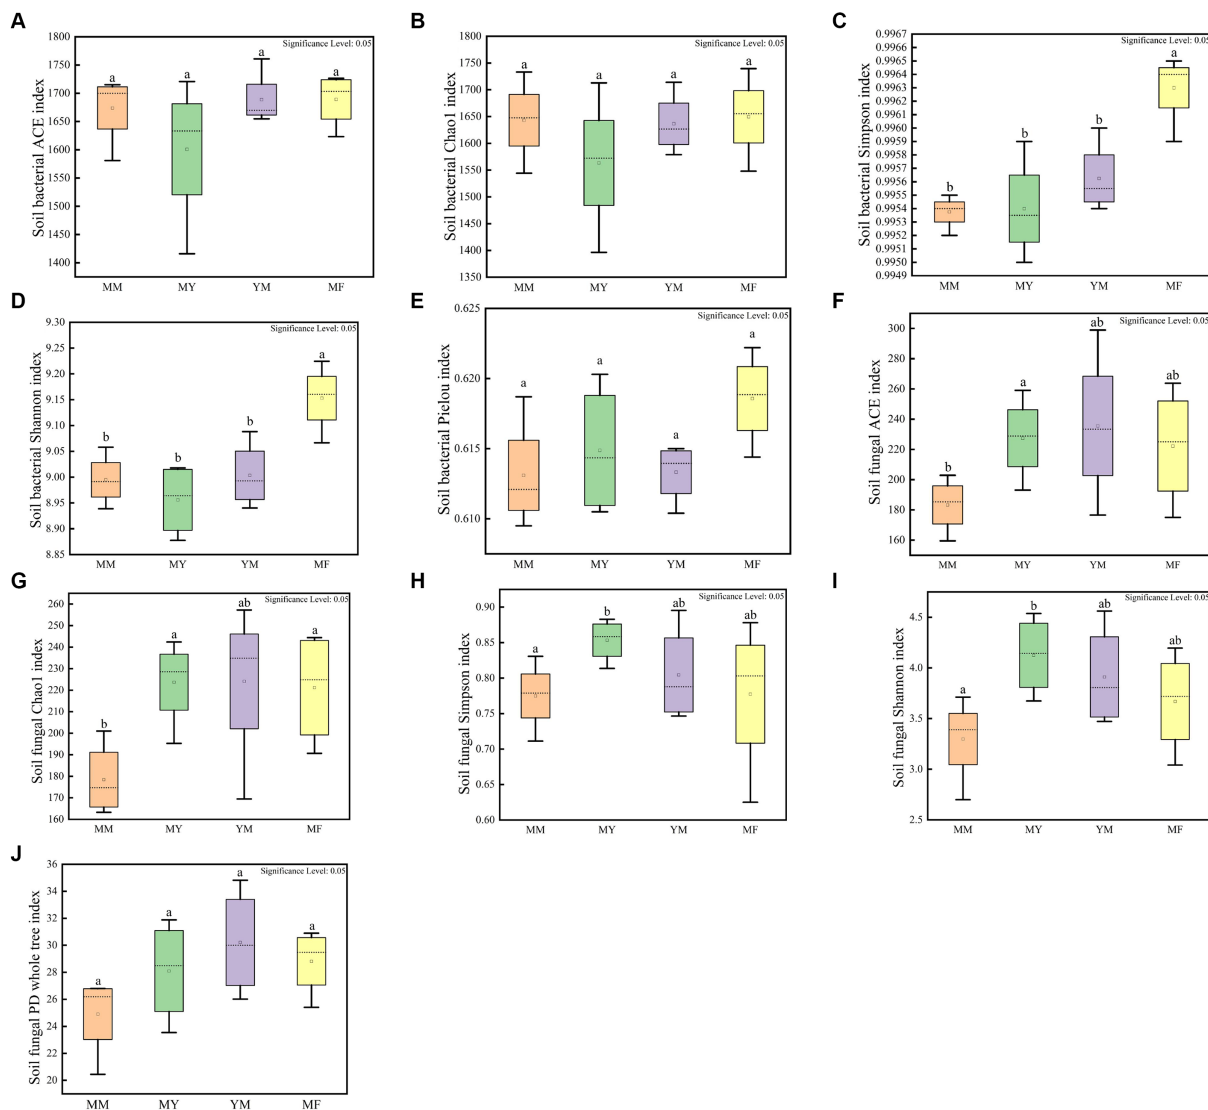 A
1800
1750
1700
1650
1600
1550
1500
1450
1400
Soil bacterial ACE index
Significance Level: 0.05
a
a
a
a
MM
MY
YM
MF
B
1800
1750
1700
1650
1600
1550
1500
1450
1400
1350
Soil bacterial Chao1 index
Significance Level: 0.05
a
a
a
a
MM
MY
YM
MF
C
0.9967
0.9966
0.9965
0.9964
0.9963
0.9962
0.9961
0.9960
0.9959
0.9958
0.9957
0.9956
0.9955
0.9954
0.9953
0.9952
0.9951
0.9950
0.9949
Soil bacterial Simpson index
Significance Level: 0.05
b
b
b
a
MM
MY
YM
MF
D
9.30
9.25
9.20
9.15
9.10
9.05
9.00
8.95
8.90
8.85
Soil bacterial Shannon index
Significance Level: 0.05
b
b
b
a
MM
MY
YM
MF
E
0.625
0.620
0.615
0.610
Soil bacterial Pielou index
Significance Level: 0.05
a
a
a
a
MM
MY
YM
MF
F
300
280
260
240
220
200
180
160
Soil fungal ACE index
Significance Level: 0.05
b
a
ab
ab
MM
MY
YM
MF
G
260
250
240
230
220
210
200
190
180
170
160
Soil fungal Chao1 index
Significance Level: 0.05
b
a
ab
a
MM
MY
YM
MF
H
0.90
0.85
0.80
0.75
0.70
0.65
0.60
Soil fungal Simpson index
Significance Level: 0.05
a
b
ab
ab
MM
MY
YM
MF
I
4.5
4.0
3.5
3.0
2.5
Soil fungal Shannon index
Significance Level: 0.05
a
b
ab
ab
MM
MY
YM
MF
J
36
34
32
30
28
26
24
22
20
Soil fungal PD whole tree index
Significance Level: 0.05
a
a
a
a
MM
MY
YM
MF